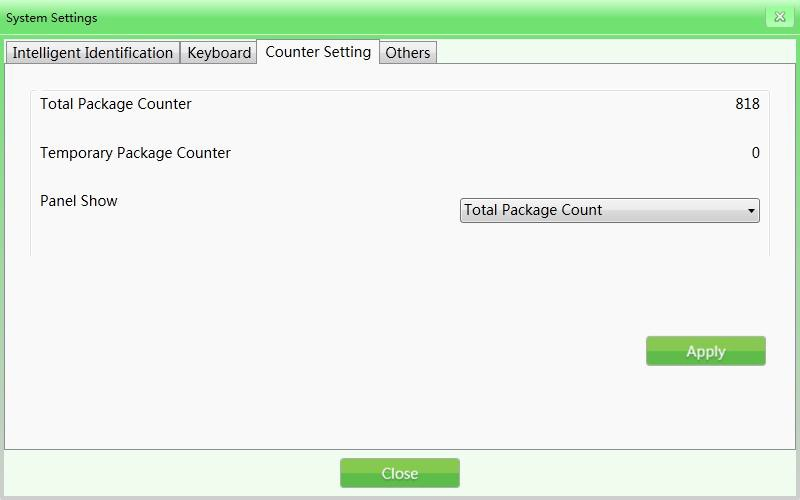 System Settings
Intelligent Identification Keyboard Counter Setting Others
Total Package Counter 818
Temporary Package Counter 0
Panel Show Total Package Count
Apply
Close